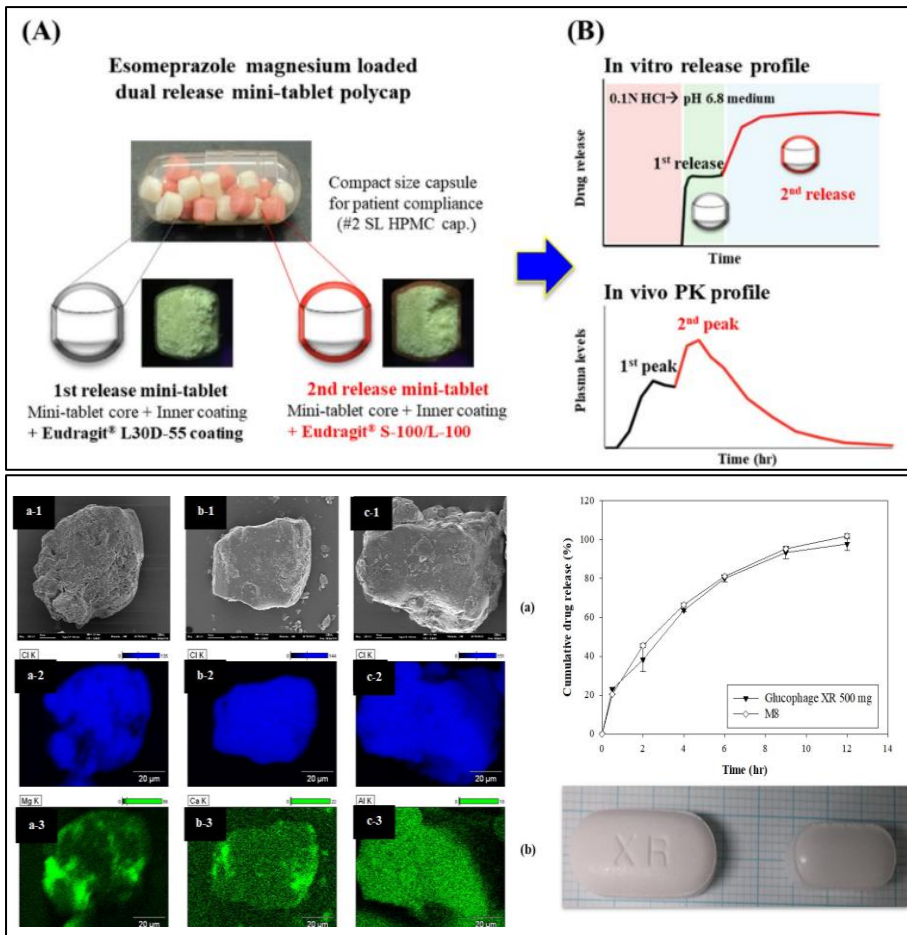 (A)
Esomeprazole magnesium loaded
dual release mini-tablet polycap
Compact size capsule
for patient compliance
(#2 SL HPMC cap.)
1st release mini-tablet
Mini-tablet core + Inner coating
+ Eudragit® L30D-55 coating
2nd release mini-tablet
Mini-tablet core + Inner coating
+ Eudragit® S-100/L-100
(B)
In vitro release profile
0.1N HCl→ pH 6.8 medium
1st release
2nd release
Drug release
Time
In vivo PK profile
1st peak
2nd peak
Plasma levels
Time (hr)
a-1
b-1
c-1
Cl K
Cl K
Cl K
a-2
b-2
c-2
20 µm
20 µm
20 µm
Mg K
Ca K
Al K
a-3
b-3
c-3
20 µm
20 µm
20 µm
(a)
Cumulative drug release (%)
120
100
80
60
40
20
0
Glucophage XR 500 mg
M8
0 2 4 6 8 10 12 14
Time (hr)
(b)
XR